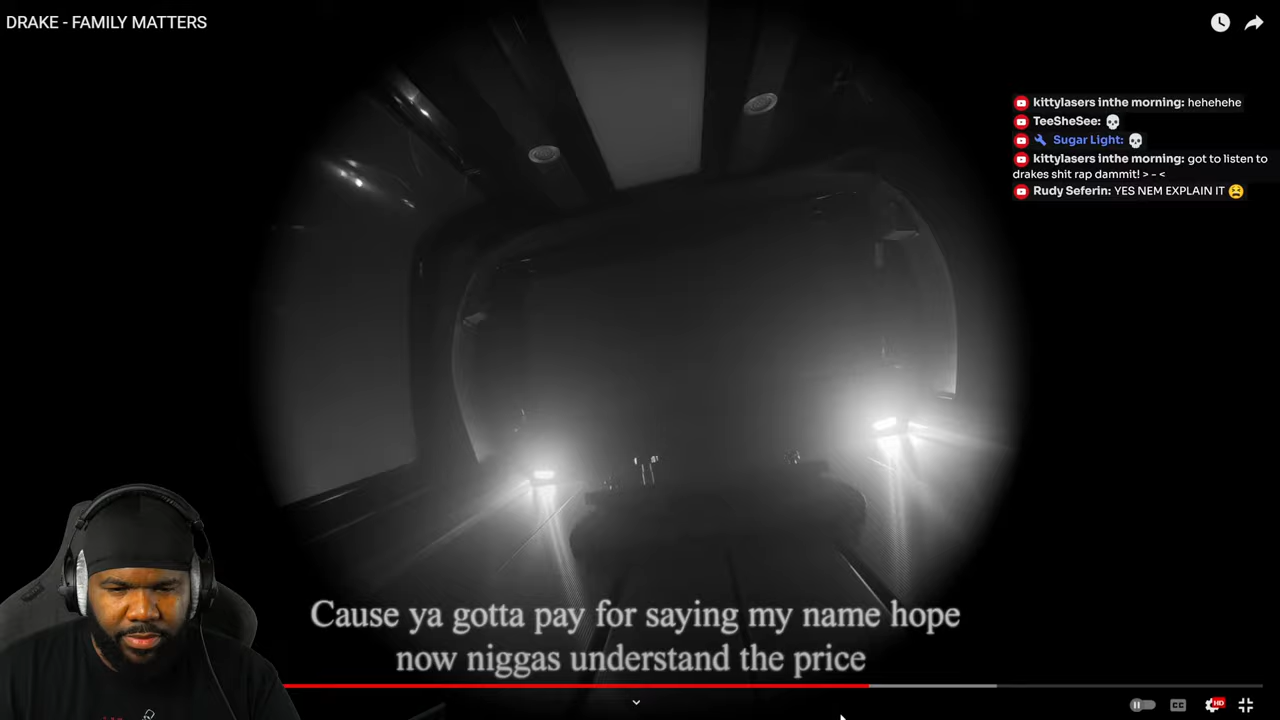 DRAKE - FAMILY MATTERS
kittylasers inthe morning: hehehehe
TeeSheSee: 💀
Sugar Light: 💀
kittylasers inthe morning: got to listen to
drakes shit rap dammit! > - <
Rudy Seferin: YES NEM EXPLAIN IT 😫
Cause ya gotta pay for saying my name hope
now niggas understand the price
CC
HD